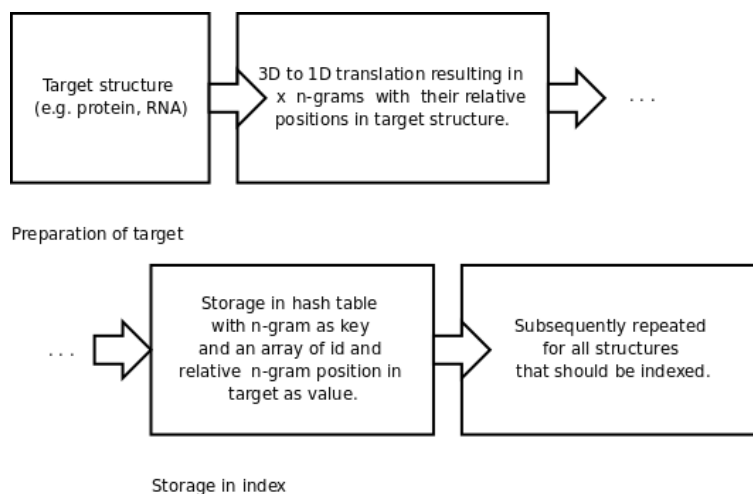 Target structure
(e.g. protein, RNA)
3D to 1D translation resulting in
x n-grams with their relative
positions in target structure.
...
Preparation of target
...
Storage in hash table
with n-gram as key
and an array of id and
relative n-gram position in
target as value.
Subsequently repeated
for all structures
that should be indexed.
Storage in index